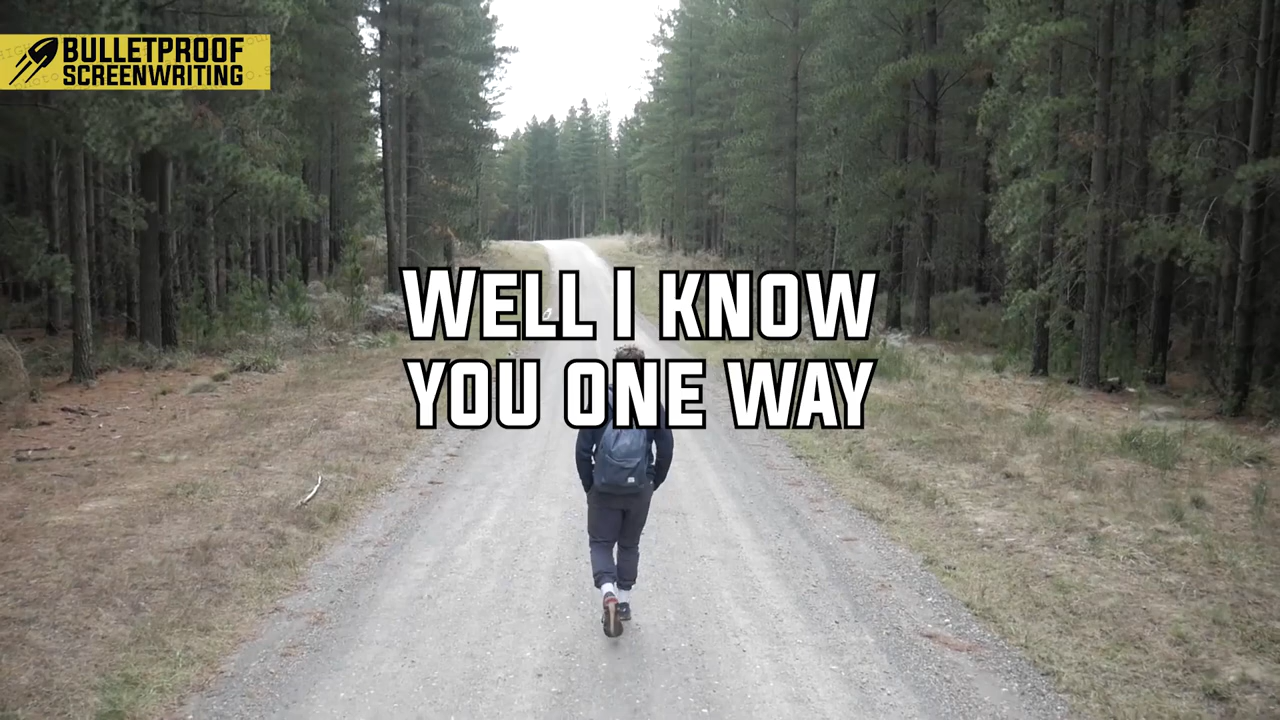 BULLETPROOF
SCREENWRITING
WELL I KNOW
YOU ONE WAY